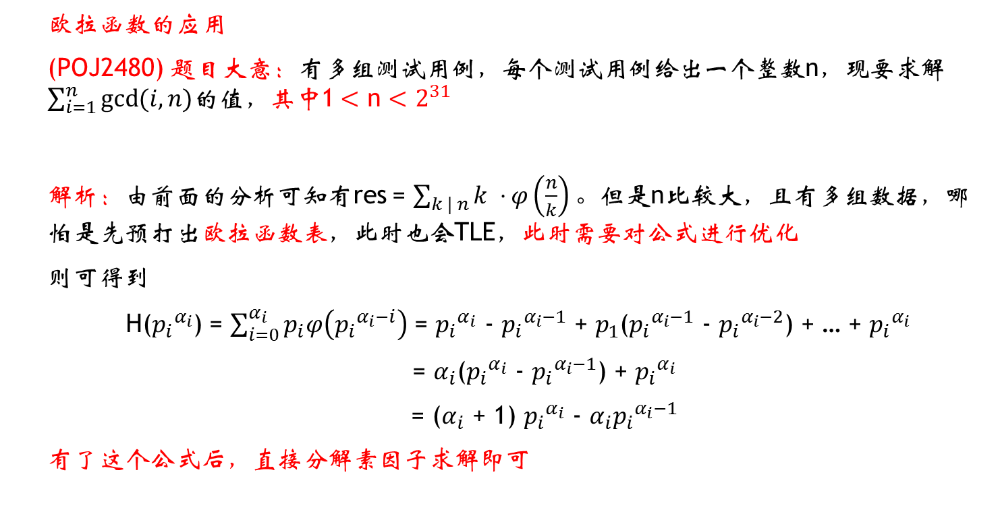 欧拉函数的应用
(POJ2480) 题目大意：有多组测试用例，每个测试用例给出一个整数n，现要求解
$\sum_{i=1}^{n} \gcd(i,n)$的值，其中$1 < n < 2^{31}$
解析：由前面的分析可知有res = $\sum_{k|n} k \cdot \varphi\left(\frac{n}{k}\right)$。但是n比较大，且有多组数据，哪
怕是先预打出欧拉函数表，此时也会TLE，此时需要对公式进行优化
则可得到
$H(p_i^{\alpha_i}) = \sum_{i=0}^{\alpha_i} p_i \varphi(p_i^{\alpha_i-i}) = p_i^{\alpha_i} - p_i^{\alpha_i-1} + p_1(p_i^{\alpha_i-1} - p_i^{\alpha_i-2}) + ... + p_i^{\alpha_i}$
$= \alpha_i(p_i^{\alpha_i} - p_i^{\alpha_i-1}) + p_i^{\alpha_i}$
$= (\alpha_i + 1) p_i^{\alpha_i} - \alpha_i p_i^{\alpha_i-1}$
有了这个公式后，直接分解素因子求解即可